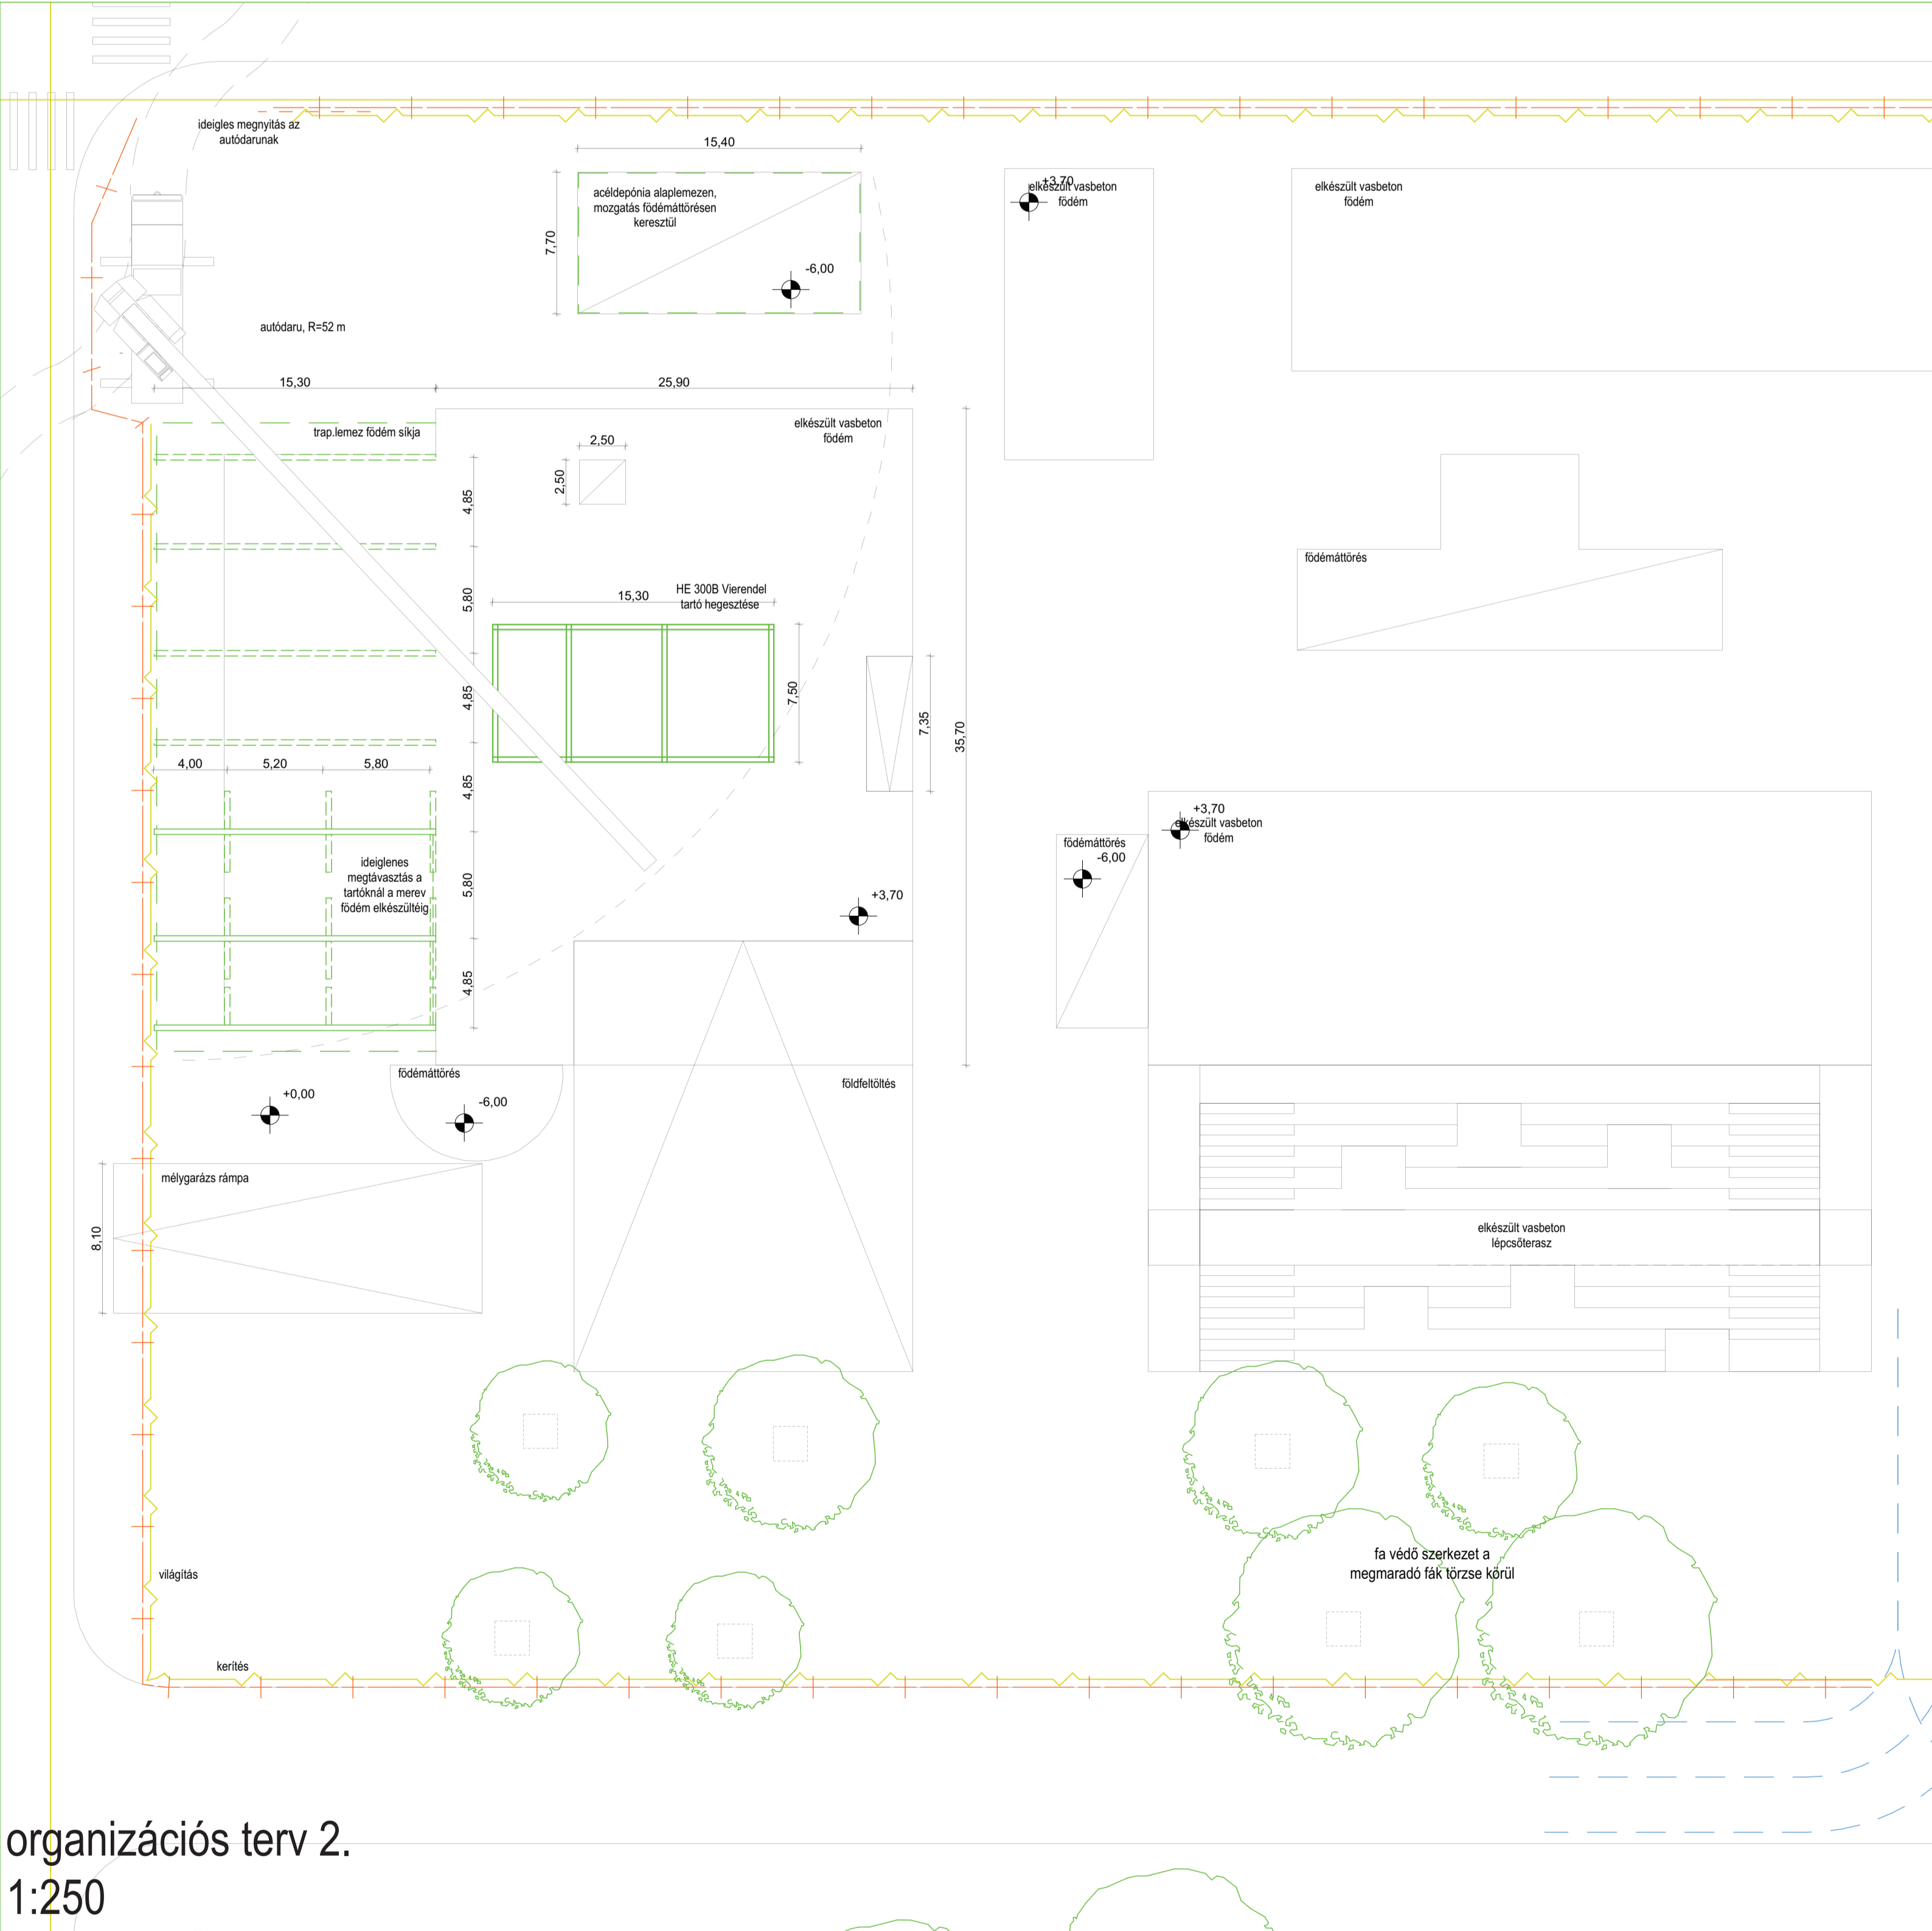 ideigles megnyitás az
autódarunak
15,40
acéldepónia alaplemezen,
mozgatás födémáttörésen
keresztül
7,70
-6,00
+3,70
elkészült vasbeton
födém
elkészült vasbeton
födém
autódaru, R=52 m
15,30
25,90
trap.lemez födém síkja
elkészült vasbeton
födém
2,50
2,50
4,85
5,80
4,85
4,85
5,80
4,85
HE 300B Vierendel
tartó hegesztése
15,30
7,50
7,35
35,70
födémáttörés
4,00
5,20
5,80
ideiglenes
megtávasztás a
tartóknál a merev
födém elkészültéig
+3,70
födémáttörés
-6,00
+3,70
elkészült vasbeton
födém
födémáttörés
-6,00
+0,00
földfeltöltés
mélygarázs rámpa
8,10
elkészült vasbeton
lépcsőterasz
fa védő szerkezet a
megmaradó fák törzse körül
világítás
kerítés
organizációs terv 2.
1:250